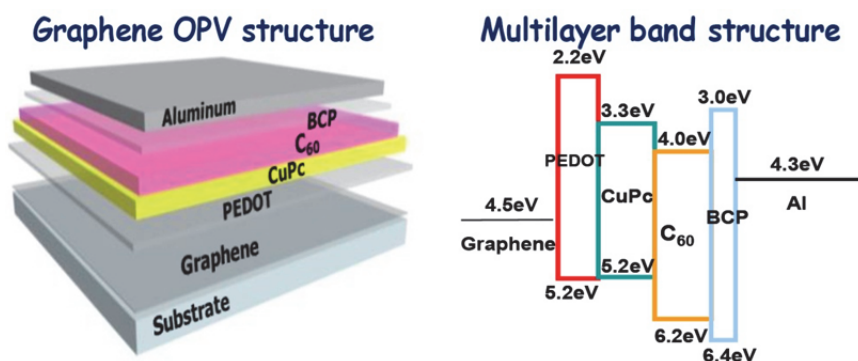 Graphene OPV structure
Aluminum
BCP
C₆₀
CuPc
PEDOT
Graphene
Substrate
Multilayer band structure
2.2eV
3.3eV
3.0eV
4.0eV
PEDOT
4.3eV
4.5eV
CuPc
BCP
Al
Graphene
C₆₀
5.2eV
5.2eV
6.2eV
6.4eV